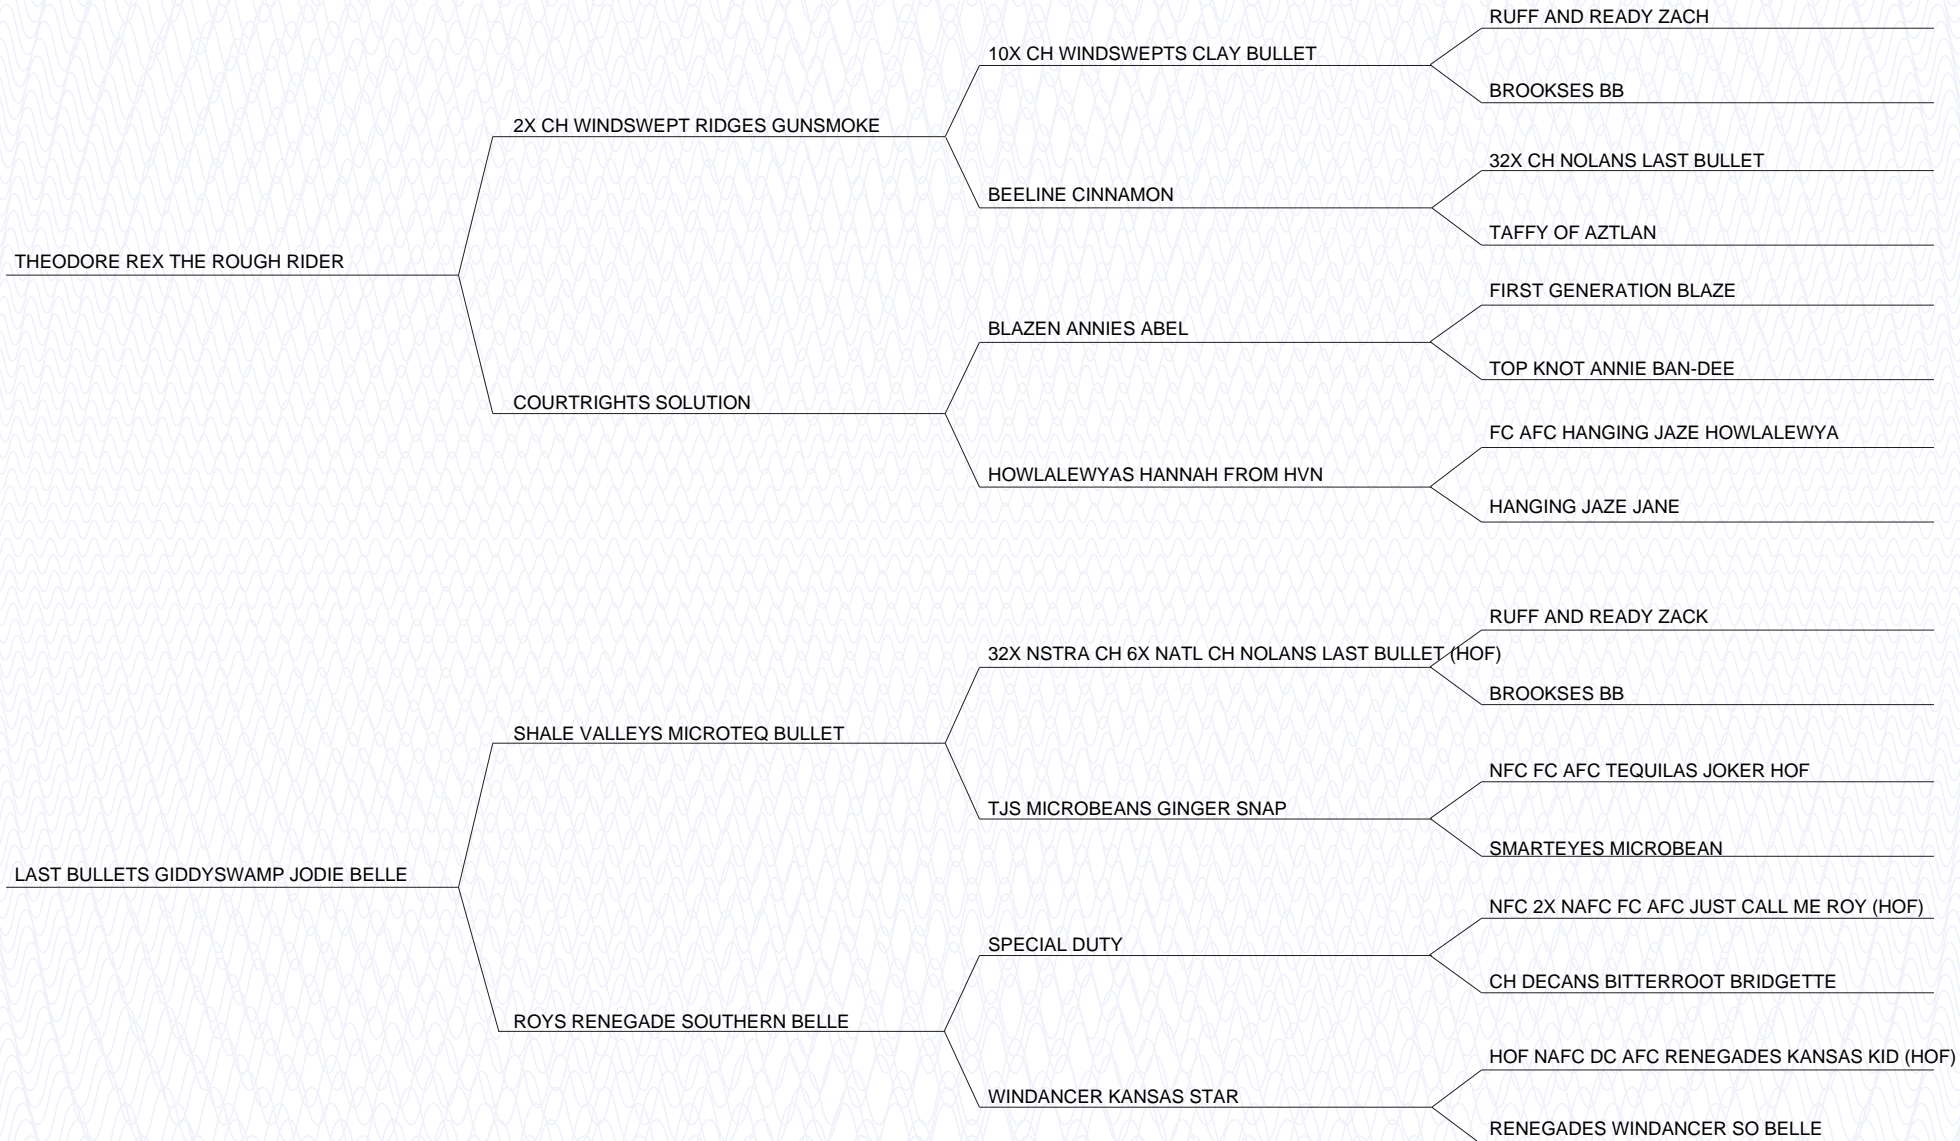 RUFF AND READY ZACH
10X CH WINDSWEPTS CLAY BULLET
BROOKSES BB
2X CH WINDSWEPT RIDGES GUNSMOKE
32X CH NOLANS LAST BULLET
BEELINE CINNAMON
TAFFY OF AZTLAN
THEODORE REX THE ROUGH RIDER
FIRST GENERATION BLAZE
BLAZEN ANNIES ABEL
TOP KNOT ANNIE BAN-DEE
COURTRIGHTS SOLUTION
FC AFC HANGING JAZE HOWLALEWYA
HOWLALEWYAS HANNAH FROM HVN
HANGING JAZE JANE
RUFF AND READY ZACK
32X NSTRA CH 6X NATL CH NOLANS LAST BULLET (HOF)
BROOKSES BB
SHALE VALLEYS MICROTEQ BULLET
NFC FC AFC TEQUILAS JOKER HOF
TJS MICROBEANS GINGER SNAP
SMARTEYES MICROBEAN
LAST BULLETS GIDDYSWAMP JODIE BELLE
NFC 2X NAFC FC AFC JUST CALL ME ROY (HOF)
SPECIAL DUTY
CH DECANS BITTERROOT BRIDGETTE
ROYS RENEGADE SOUTHERN BELLE
HOF NAFC DC AFC RENEGADES KANSAS KID (HOF)
WINDANCER KANSAS STAR
RENEGADES WINDANCER SO BELLE